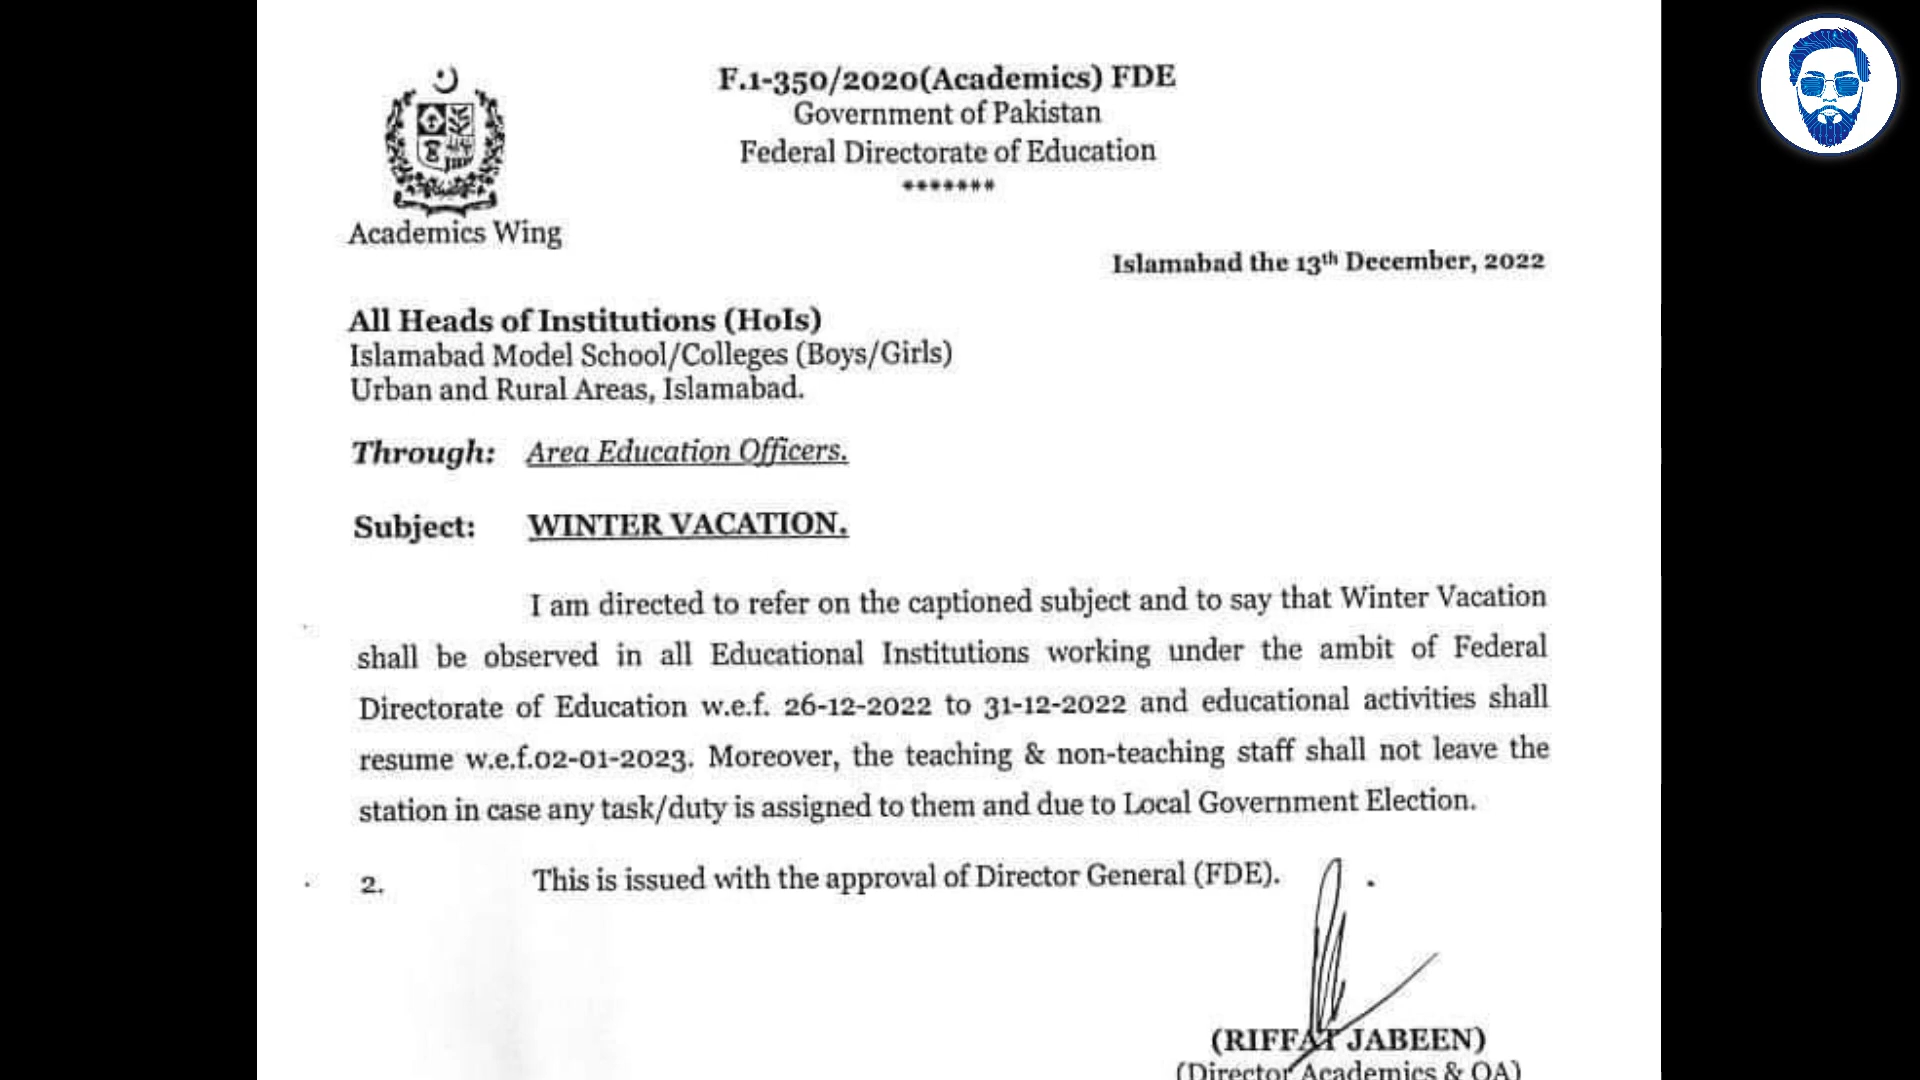 F.1-350/2020(Academics) FDE
Government of Pakistan
Federal Directorate of Education
*******
Academics Wing
Islamabad the 13th December, 2022
All Heads of Institutions (HoIs)
Islamabad Model School/Colleges (Boys/Girls)
Urban and Rural Areas, Islamabad.
Through: Area Education Officers.
Subject: WINTER VACATION.
I am directed to refer on the captioned subject and to say that Winter Vacation
shall be observed in all Educational Institutions working under the ambit of Federal
Directorate of Education w.e.f. 26-12-2022 to 31-12-2022 and educational activities shall
resume w.e.f.02-01-2023. Moreover, the teaching & non-teaching staff shall not leave the
station in case any task/duty is assigned to them and due to Local Government Election.
2. This is issued with the approval of Director General (FDE).
(RIFFAT JABEEN)
(Director Academics & QA)